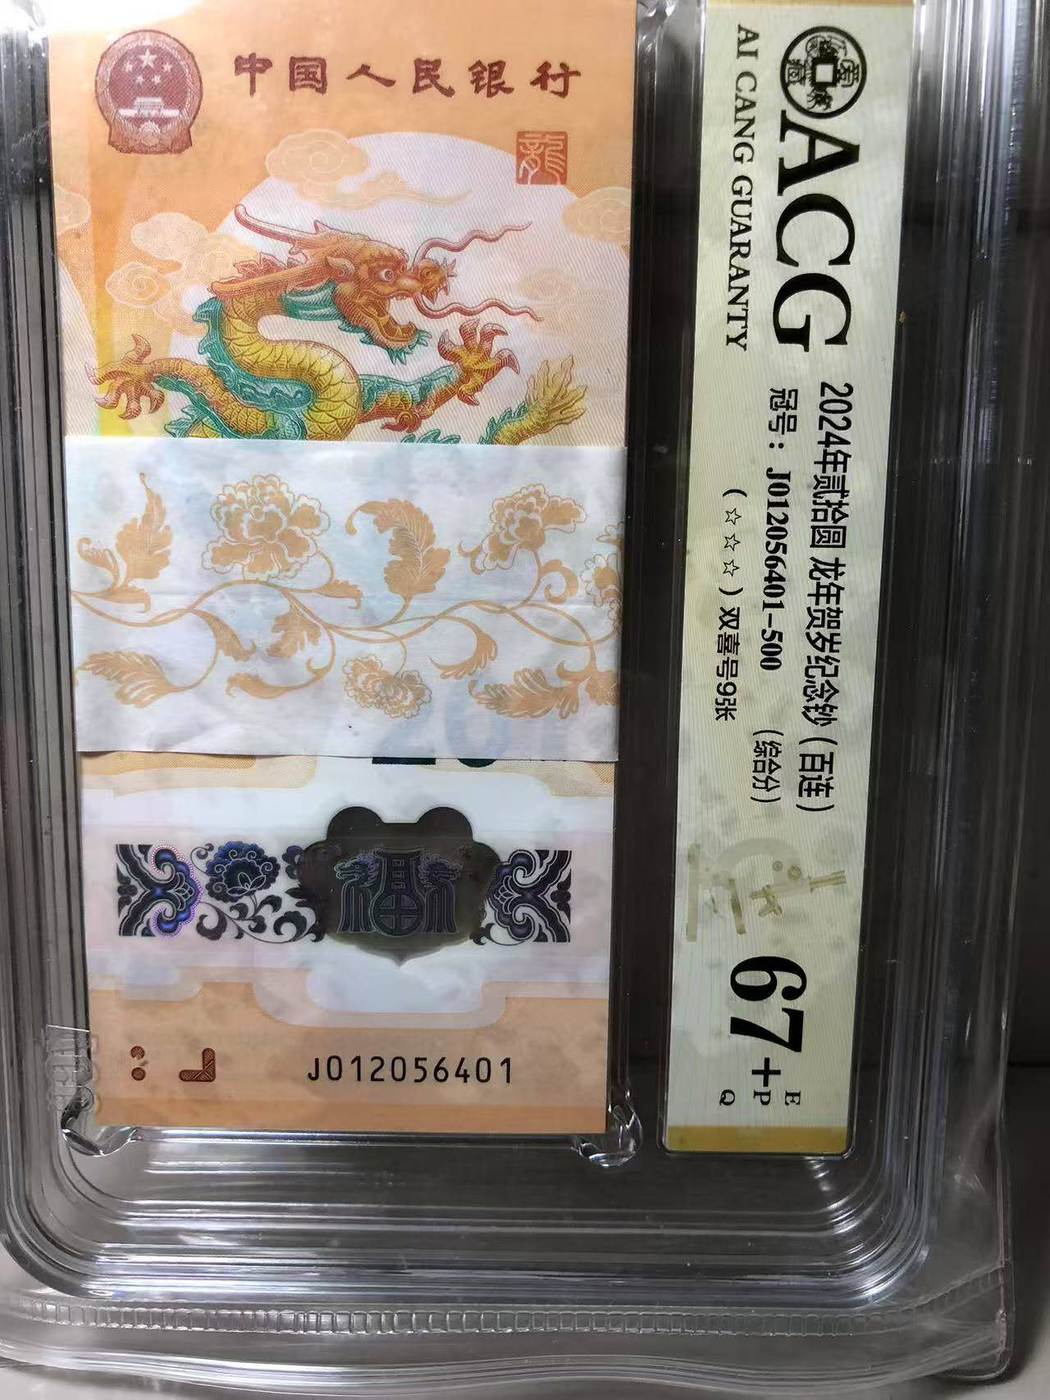 中国人民银行
龍
J012056401
ACG
AI CANG GUARANTY
2024年贰拾圆 龙年贺岁纪念钞（百连）
冠号：J012056401-500 （综合分）
（☆☆☆）双喜号9张
67+
E
P
Q